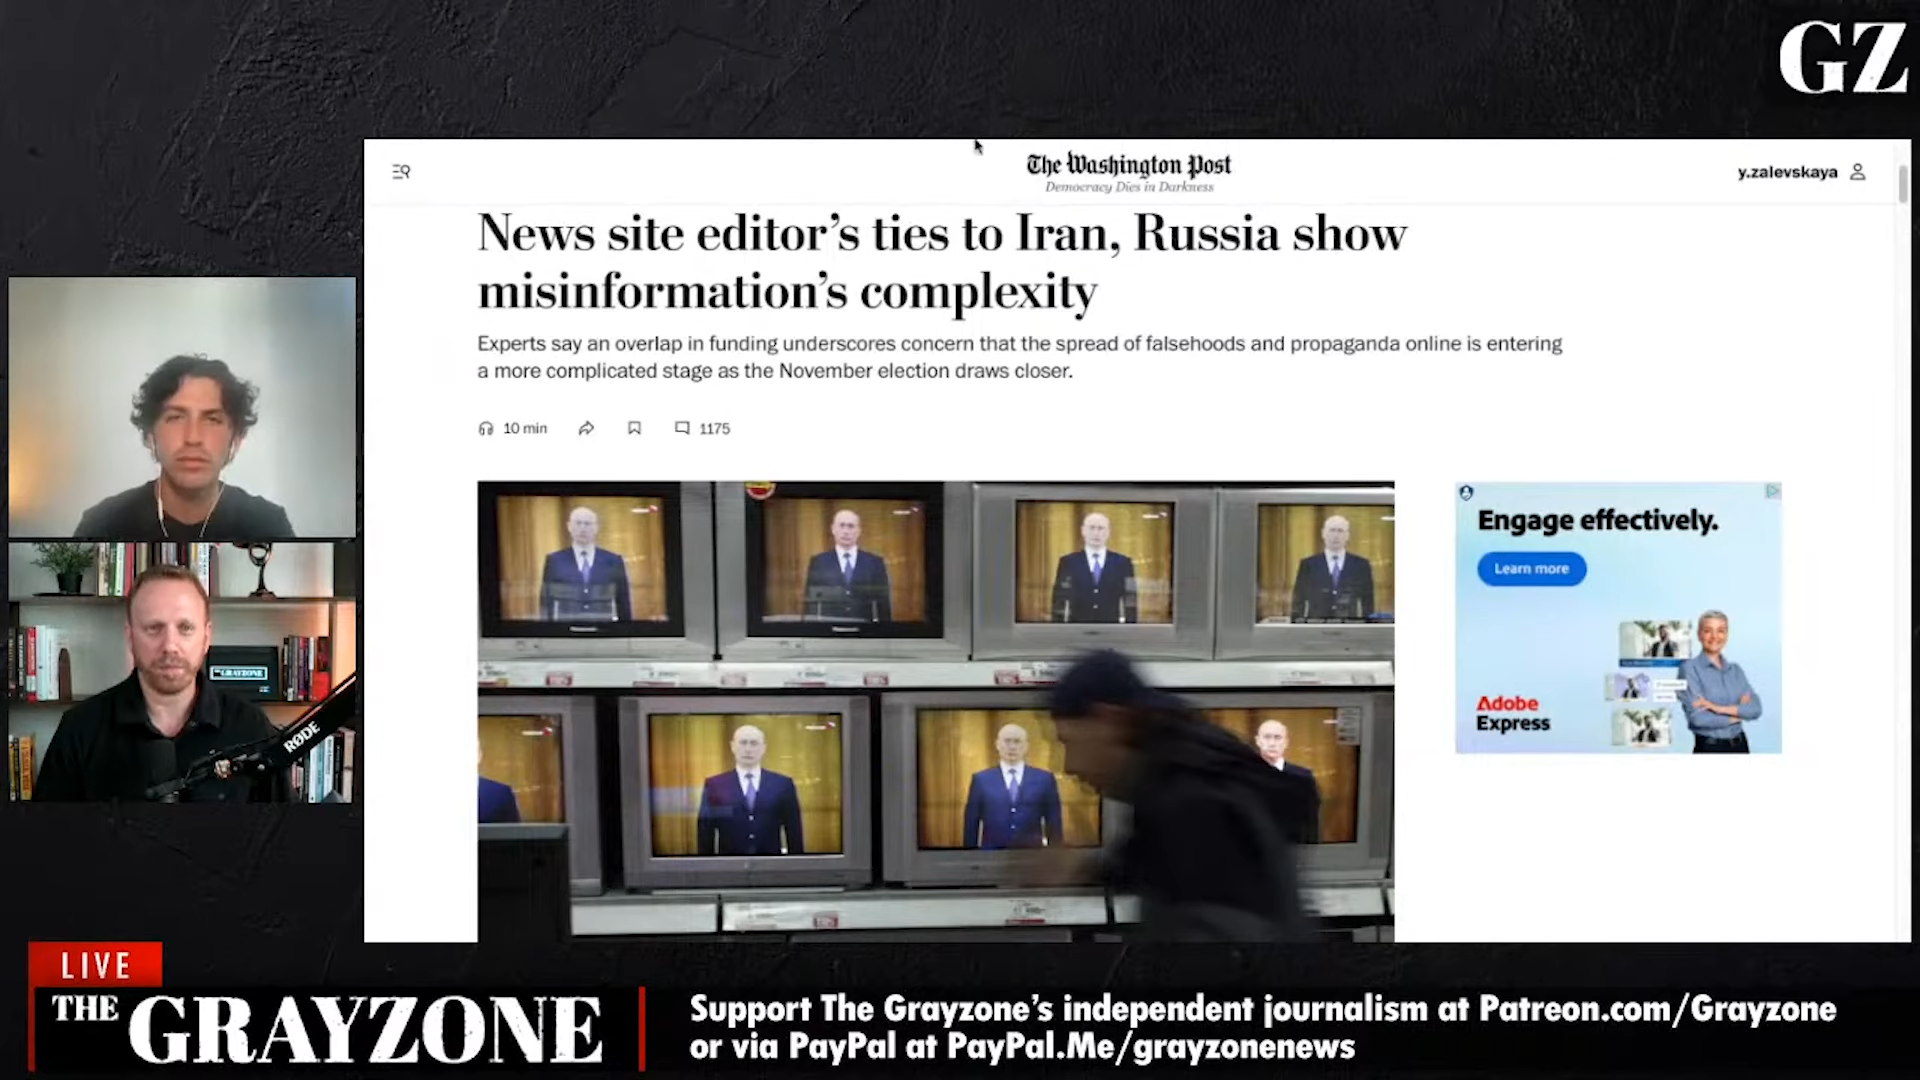 GZ
The Washington Post
Democracy Dies in Darkness
y.zalevskaya
News site editor's ties to Iran, Russia show
misinformation's complexity
Experts say an overlap in funding underscores concern that the spread of falsehoods and propaganda online is entering
a more complicated stage as the November election draws closer.
10 min
1175
Engage effectively.
Learn more
Adobe
Express
THE GRAYZONE
RØDE
LIVE
THE GRAYZONE
Support The Grayzone's independent journalism at Patreon.com/Grayzone
or via PayPal at PayPal.Me/grayzonenews